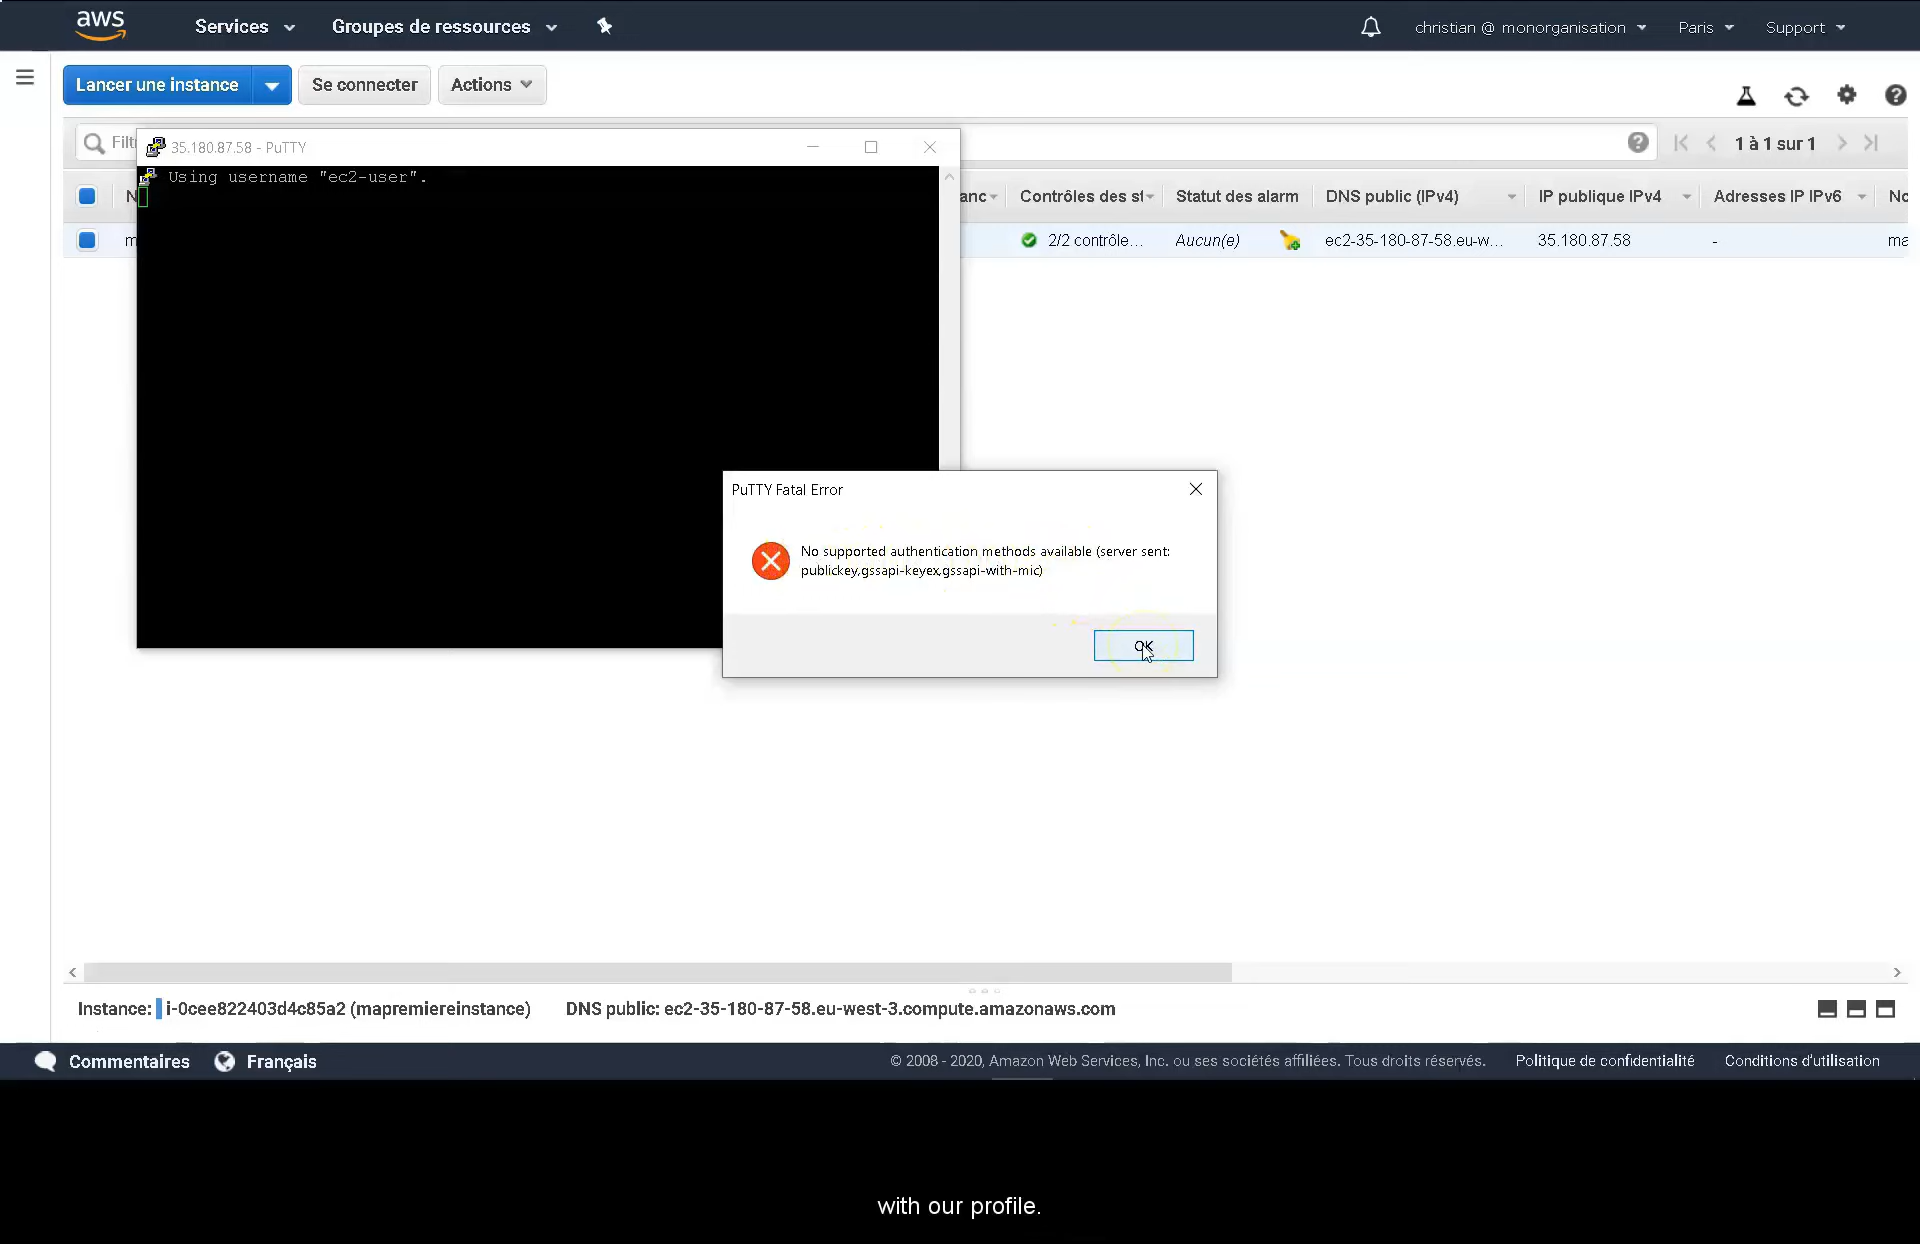 aws Services Groupes de ressources christian @ monorganisation Paris Support
Lancer une instance Se connecter Actions
Filt 1 à 1 sur 1
35.180.87.58 - PuTTY
Using username "ec2-user".
N anc Contrôles des st Statut des alarm DNS public (IPv4) IP publique IPv4 Adresses IP IPv6 No
m 2/2 contrôle... Aucun(e) ec2-35-180-87-58.eu-w... 35.180.87.58 - ma
PuTTY Fatal Error
No supported authentication methods available (server sent:
publickey,gssapi-keyex,gssapi-with-mic)
OK
Instance: i-0cee822403d4c85a2 (mapremiereinstance) DNS public: ec2-35-180-87-58.eu-west-3.compute.amazonaws.com
Commentaires Français © 2008 - 2020, Amazon Web Services, Inc. ou ses sociétés affiliées. Tous droits réservés. Politique de confidentialité Conditions d'utilisation
with our profile.